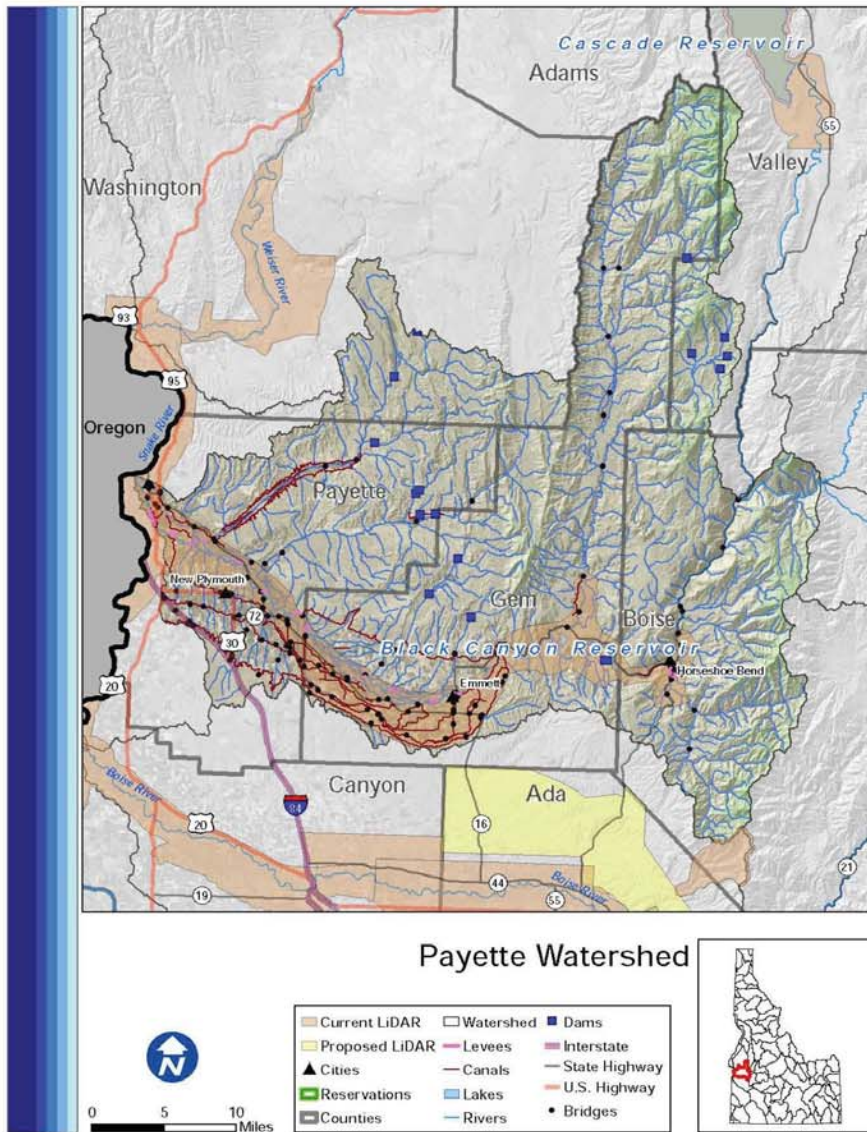 Cascade Reservoir
Adams
55
Valley
Washington
Weiser River
93
95
Oregon
Snake River
Payette
New Plymouth
72
30
Gem
Boise
Black Canyon Reservoir
Horseshoe Bend
Emmett
20
Canyon
Ada
84
Boise River
20
16
21
44
Boise River
19
55
Payette Watershed
Current LiDAR
Watershed
Dams
Proposed LiDAR
Levees
Interstate
Cities
Canals
State Highway
Reservations
Lakes
U.S. Highway
Counties
Rivers
Bridges
N
0 5 10
Miles